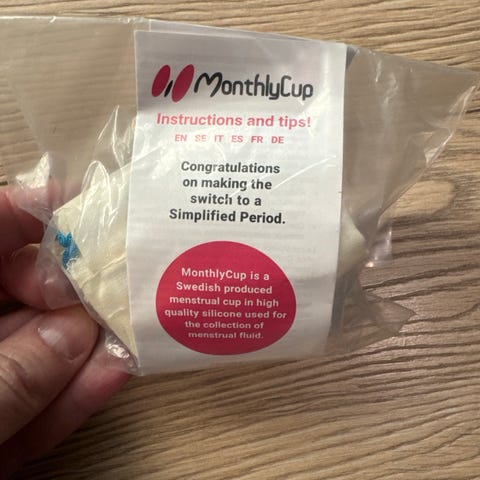 MonthlyCup
Instructions and tips!
EN SE IT ES FR DE
Congratulations
on making the
switch to a
Simplified Period.
MonthlyCup is a
Swedish produced
menstrual cup in high
quality silicone used for
the collection of
menstrual fluid.